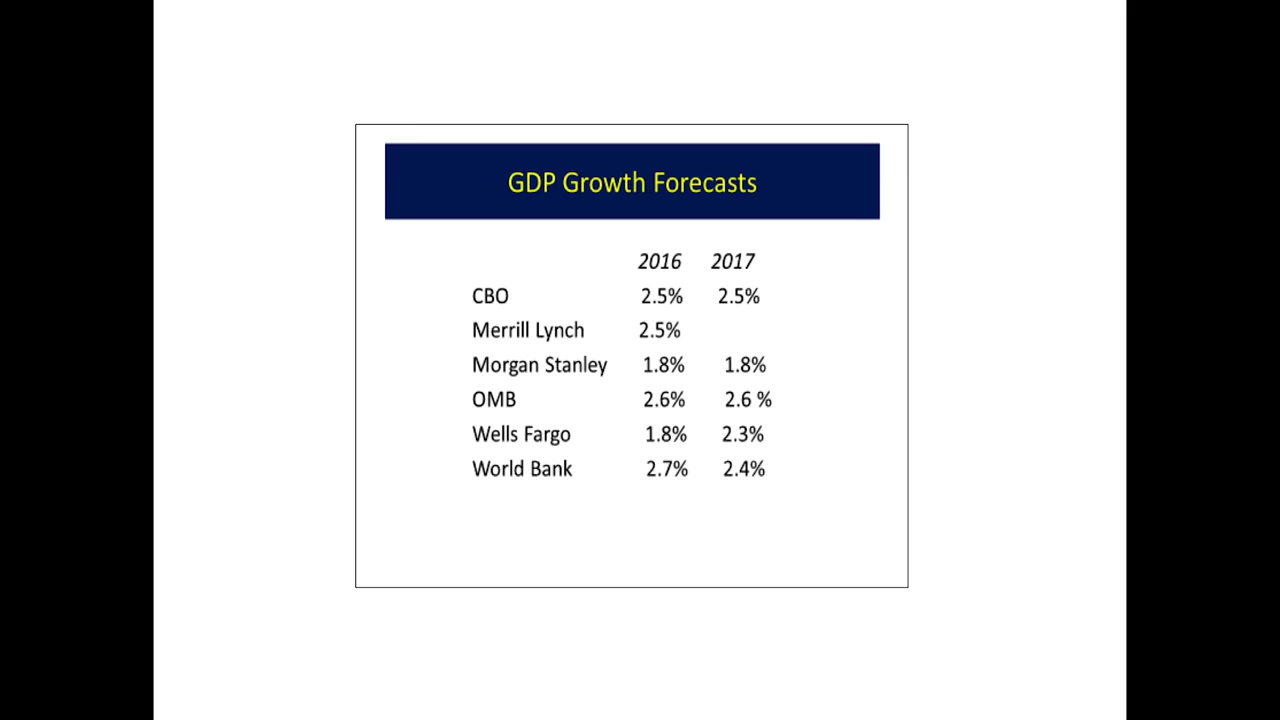 GDP Growth Forecasts
2016 2017
CBO 2.5% 2.5%
Merrill Lynch 2.5%
Morgan Stanley 1.8% 1.8%
OMB 2.6% 2.6 %
Wells Fargo 1.8% 2.3%
World Bank 2.7% 2.4%